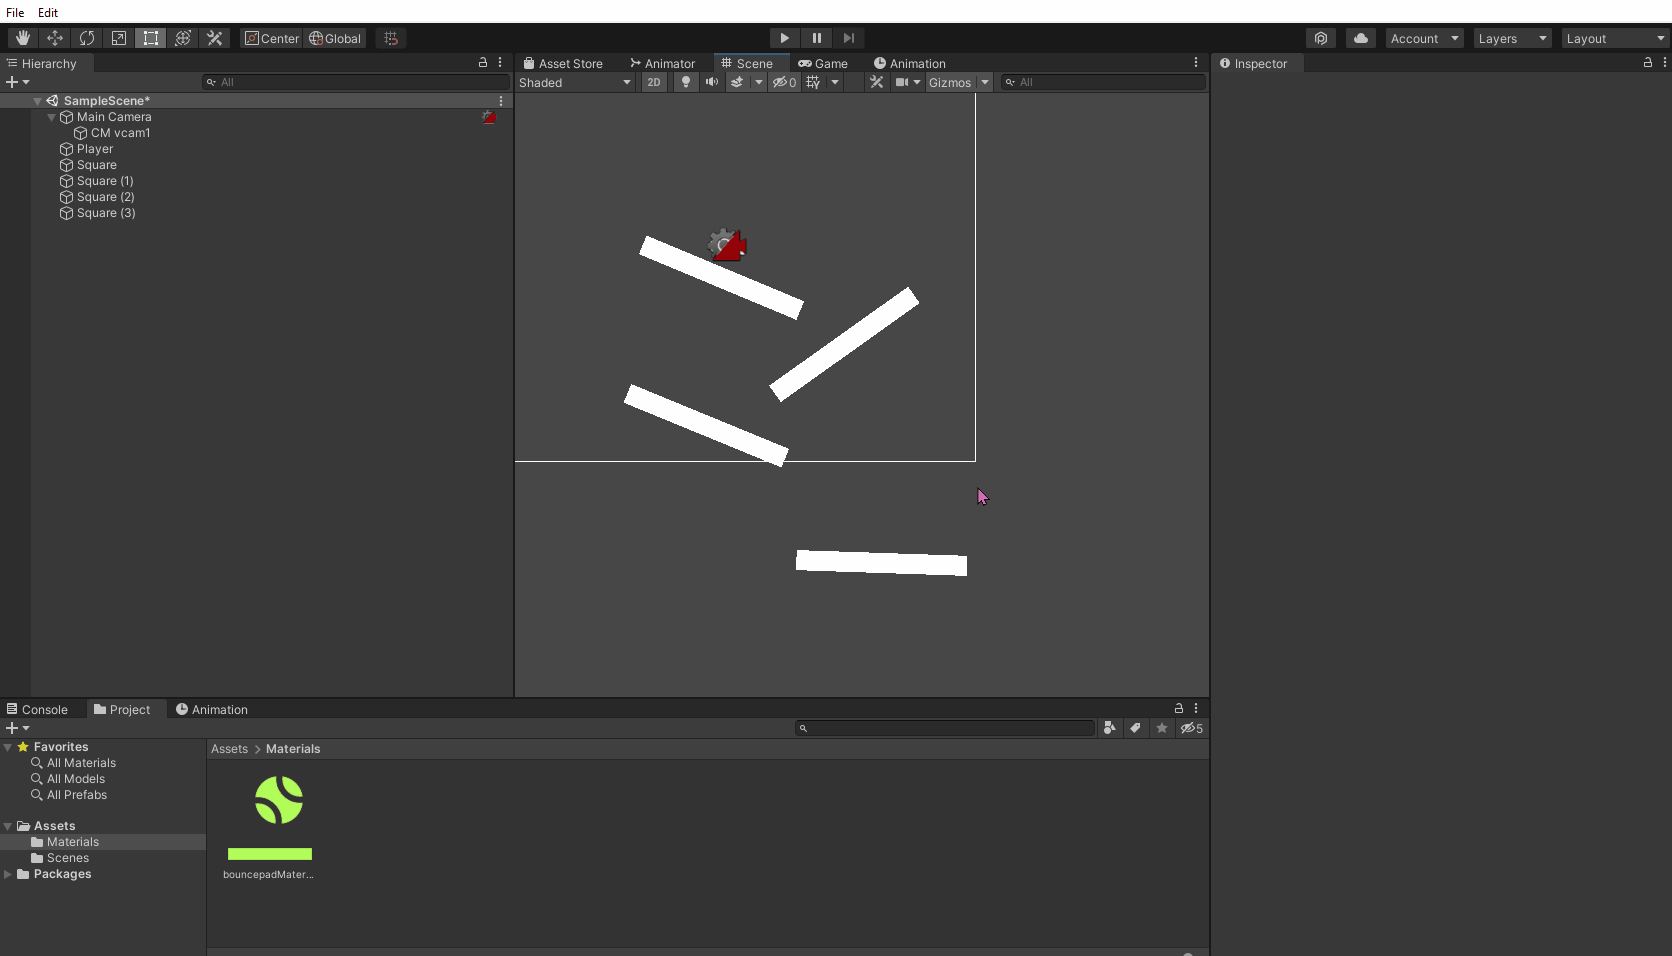 File Edit
Center Global Account Layers Layout
Hierarchy Asset Store Animator Scene Game Animation Inspector
All Shaded 2D 0 Gizmos All
SampleScene*
Main Camera
CM vcam1
Player
Square
Square (1)
Square (2)
Square (3)
Console Project Animation
5
Favorites
All Materials
All Models
All Prefabs
Assets
Materials
Scenes
Packages
Assets > Materials
bouncepadMater...